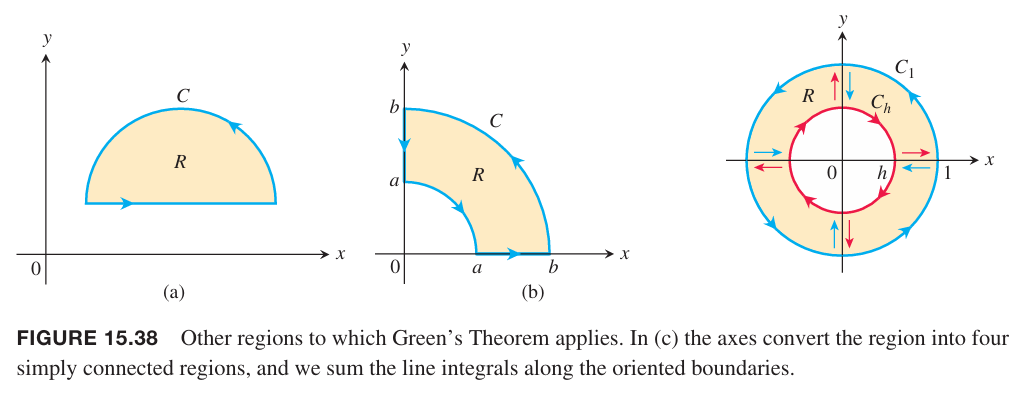 y
C
R
0
x
(a)
y
b
C
a
R
0
a
b
x
(b)
y
C1
R
Ch
0
h
1
x
FIGURE 15.38 Other regions to which Green's Theorem applies. In (c) the axes convert the region into four
simply connected regions, and we sum the line integrals along the oriented boundaries.